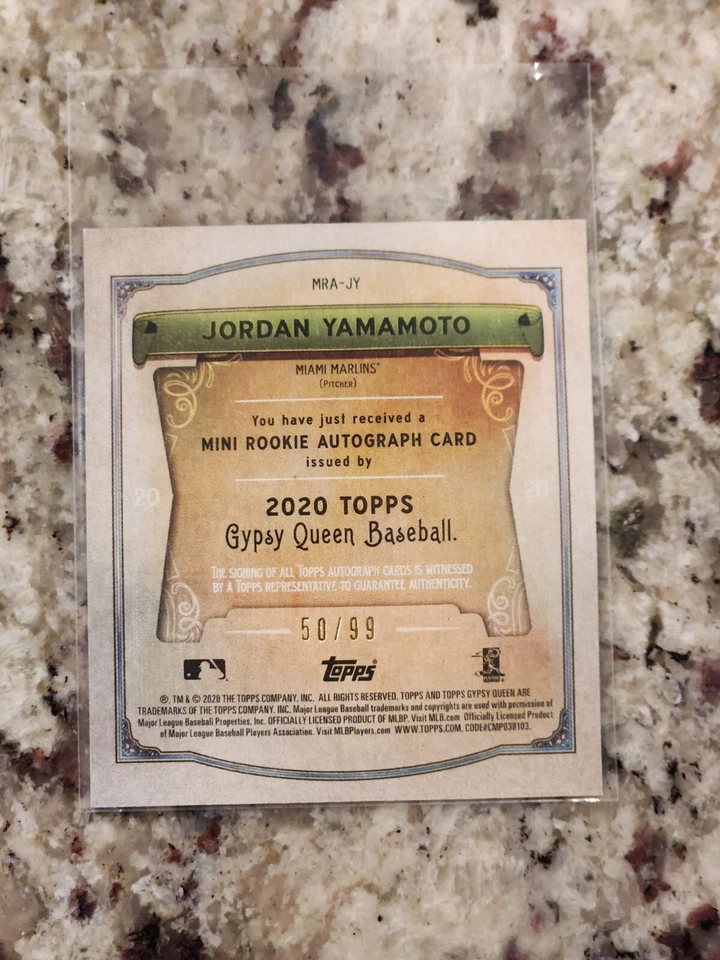 MRA-JY
JORDAN YAMAMOTO
MIAMI MARLINS®
(PITCHER)
You have just received a
MINI ROOKIE AUTOGRAPH CARD
issued by
20
20
2020 TOPPS
Gypsy Queen Baseball.
THE SIGNING OF ALL TOPPS AUTOGRAPH CARDS IS WITNESSED
BY A TOPPS REPRESENTATIVE TO GUARANTEE AUTHENTICITY.
50/99
topps®
®, TM & © 2020 THE TOPPS COMPANY, INC. ALL RIGHTS RESERVED. TOPPS AND TOPPS GYPSY QUEEN ARE
TRADEMARKS OF THE TOPPS COMPANY, INC. Major League Baseball trademarks and copyrights are used with permission of
Major League Baseball Properties, Inc. OFFICIALLY LICENSED PRODUCT OF MLBP. Visit MLB.com Officially Licensed Product
of Major League Baseball Players Association. Visit MLBPlayers.com WWW.TOPPS.COM. CODE#CMP038103.